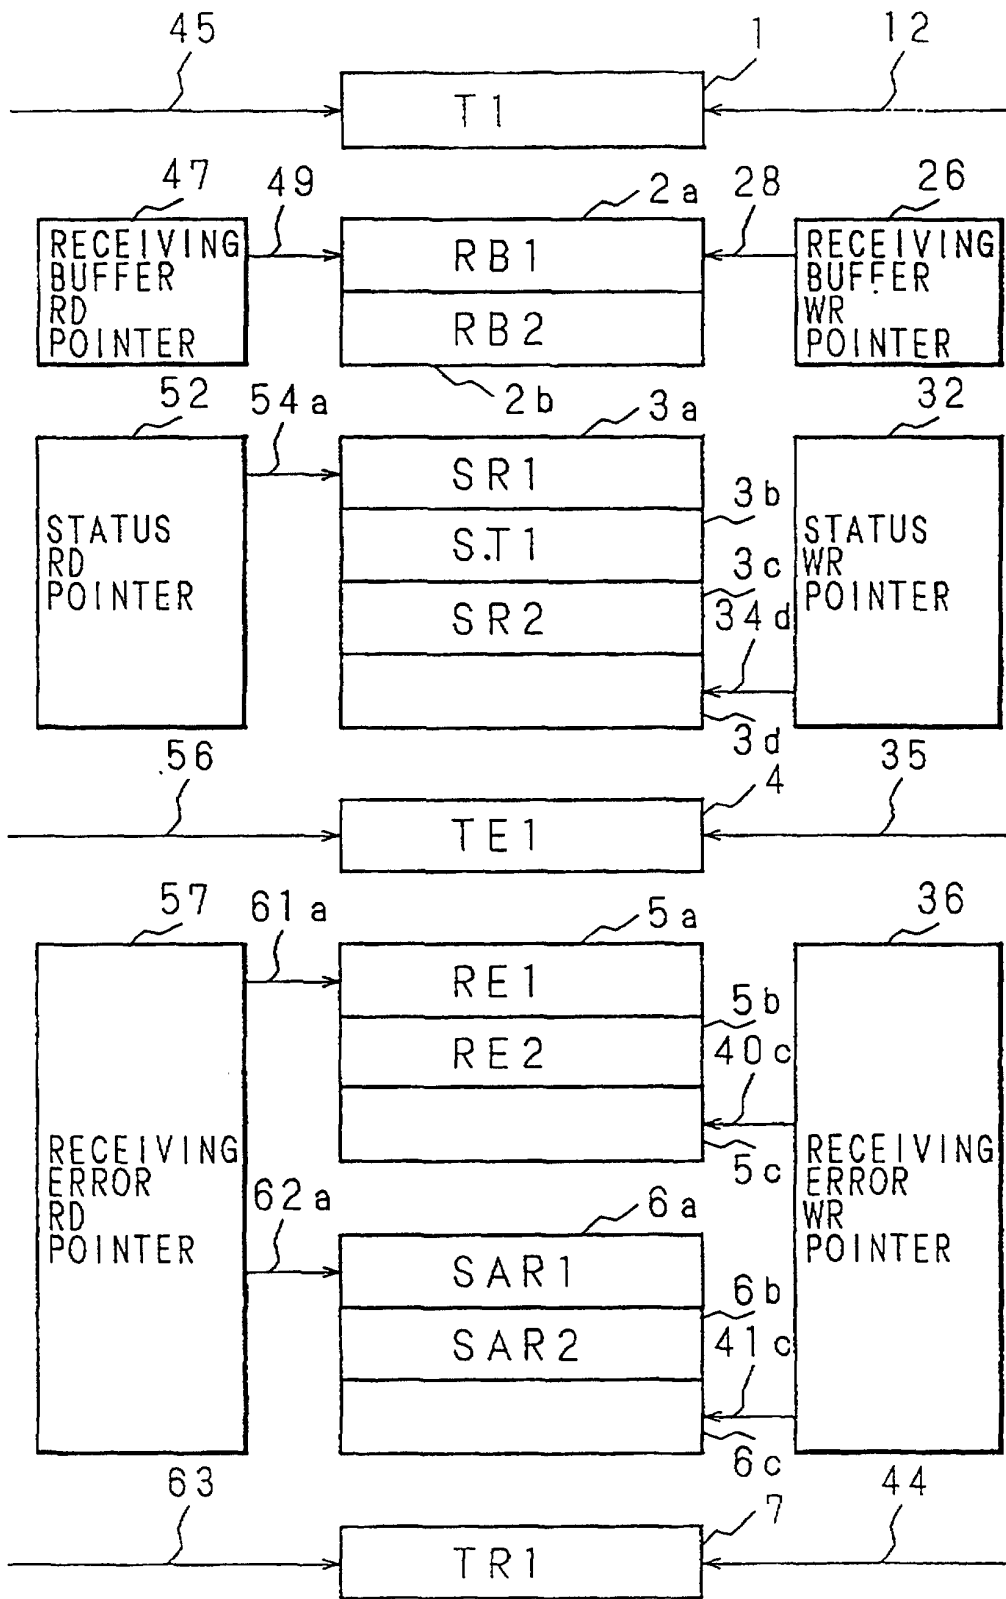 45
1
12
T1
47
49
2a
28
26
RECEIVING
BUFFER
RD
POINTER
RB1
RB2
RECEIVING
BUFFER
WR
POINTER
2b
52
54a
3a
32
STATUS
RD
POINTER
SR1
S.T1
SR2
3b
3c
34d
3d
STATUS
WR
POINTER
56
4
35
TE1
57
61a
5a
36
RE1
RE2
5b
40c
5c
RECEIVING
ERROR
RD
POINTER
RECEIVING
ERROR
WR
POINTER
62a
6a
SAR1
SAR2
6b
41c
6c
63
7
44
TR1